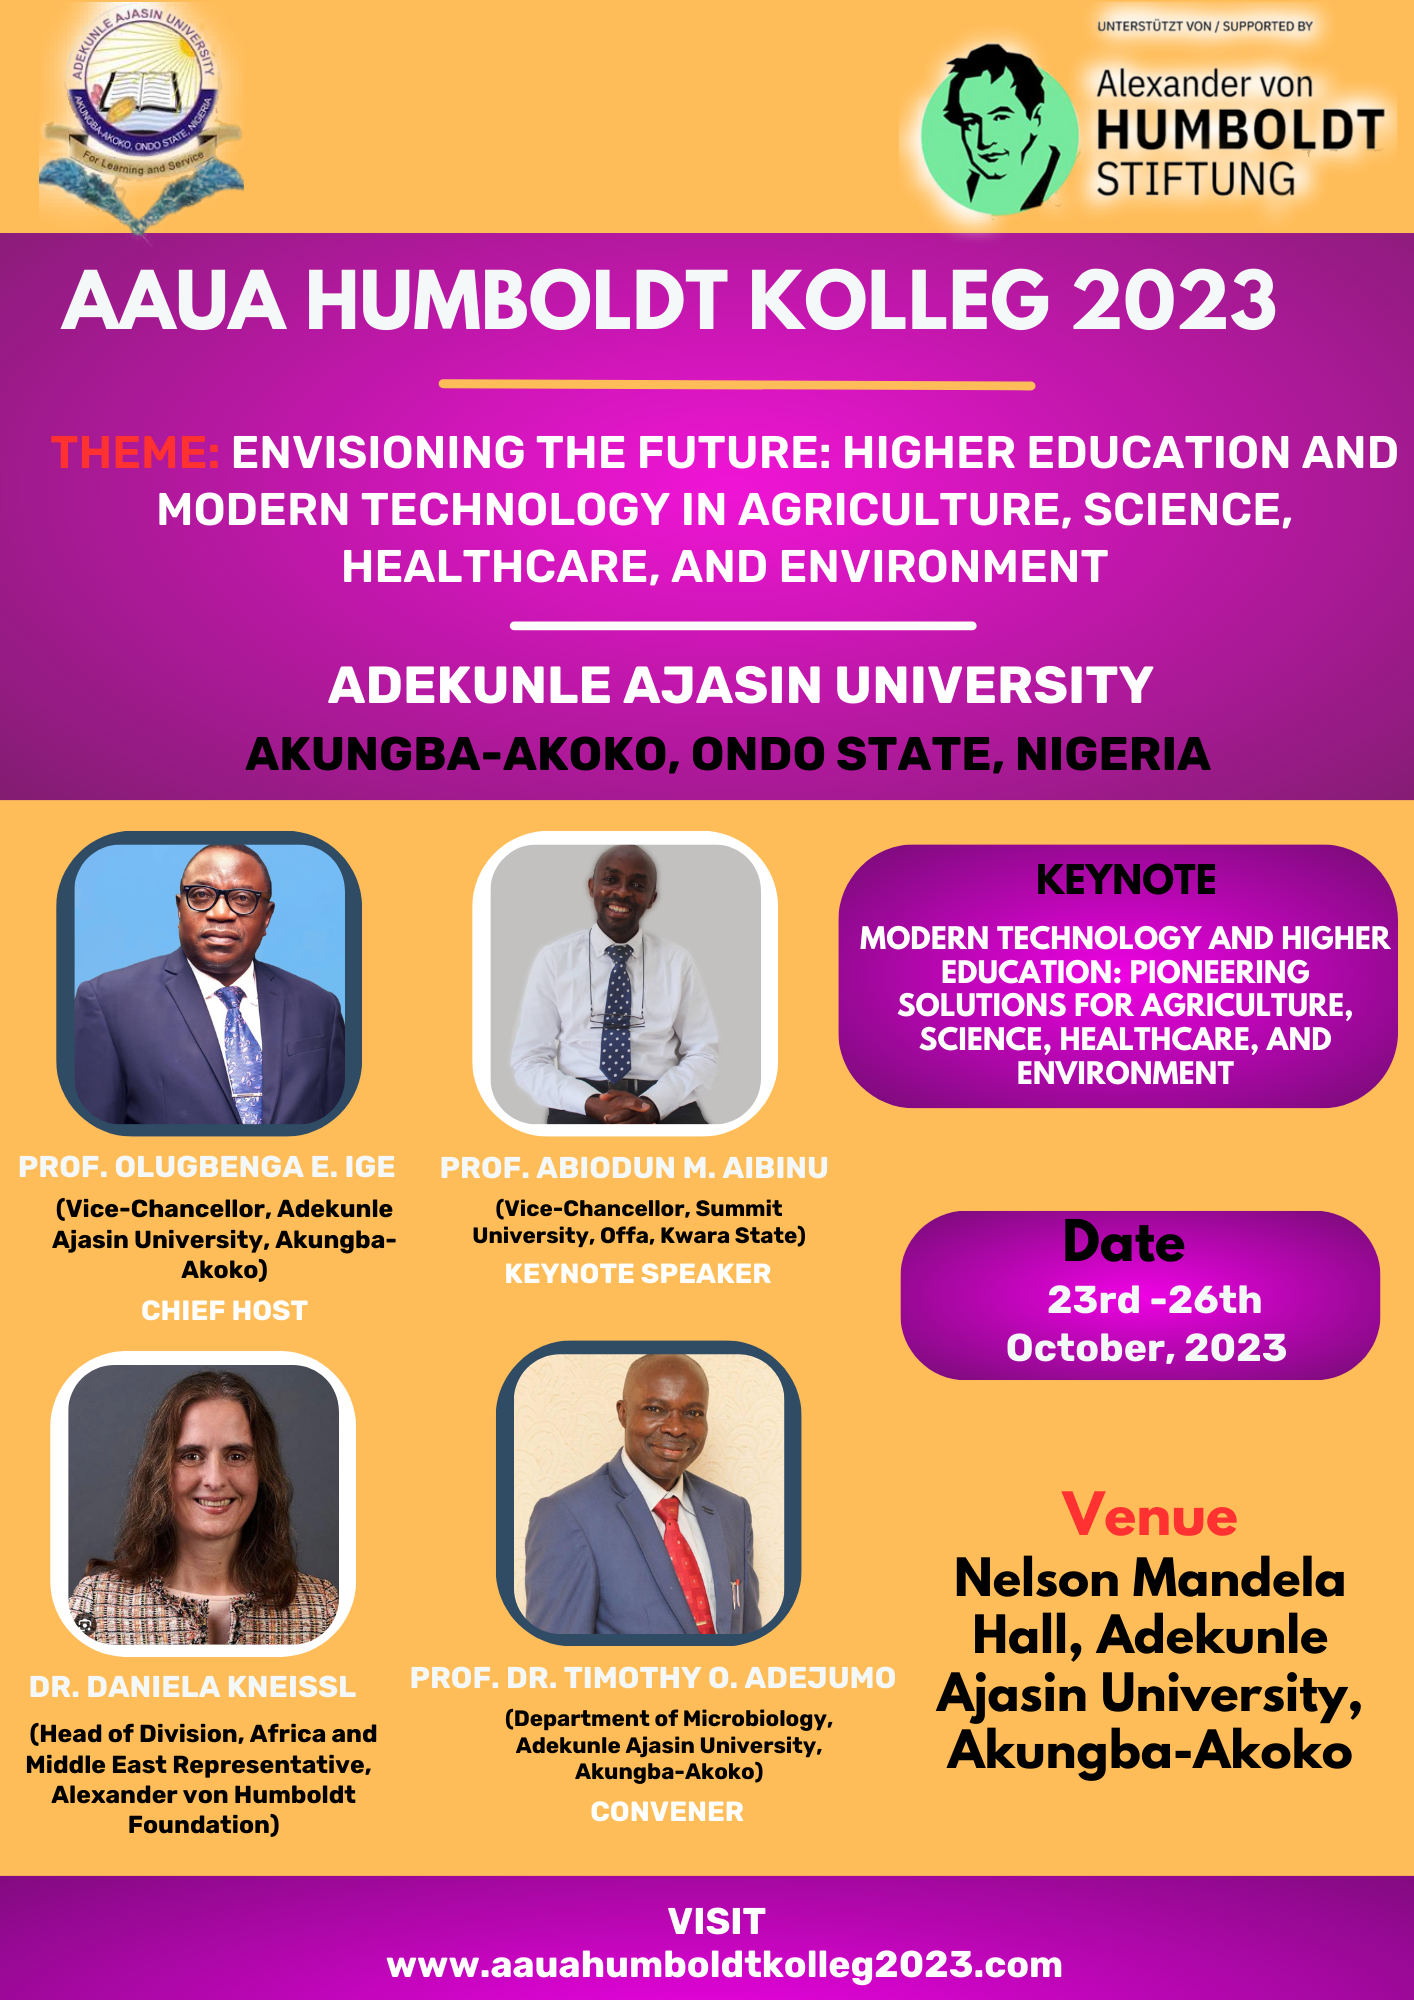 ADEKUNLE AJASIN UNIVERSITY
AKUNGBA-AKOKO, ONDO STATE, NIGERIA
For Learning and Service
UNTERSTÜTZT VON / SUPPORTED BY
Alexander von
HUMBOLDT
STIFTUNG
AAUA HUMBOLDT KOLLEG 2023
THEME: ENVISIONING THE FUTURE: HIGHER EDUCATION AND
MODERN TECHNOLOGY IN AGRICULTURE, SCIENCE,
HEALTHCARE, AND ENVIRONMENT
ADEKUNLE AJASIN UNIVERSITY
AKUNGBA-AKOKO, ONDO STATE, NIGERIA
PROF. OLUGBENGA E. IGE
(Vice-Chancellor, Adekunle
Ajasin University, Akungba-
Akoko)
CHIEF HOST
PROF. ABIODUN M. AIBINU
(Vice-Chancellor, Summit
University, Offa, Kwara State)
KEYNOTE SPEAKER
KEYNOTE
MODERN TECHNOLOGY AND HIGHER
EDUCATION: PIONEERING
SOLUTIONS FOR AGRICULTURE,
SCIENCE, HEALTHCARE, AND
ENVIRONMENT
Date
23rd -26th
October, 2023
DR. DANIELA KNEISSL
(Head of Division, Africa and
Middle East Representative,
Alexander von Humboldt
Foundation)
PROF. DR. TIMOTHY O. ADEJUMO
(Department of Microbiology,
Adekunle Ajasin University,
Akungba-Akoko)
CONVENER
Venue
Nelson Mandela
Hall, Adekunle
Ajasin University,
Akungba-Akoko
VISIT
www.aauahumboldtkolleg2023.com